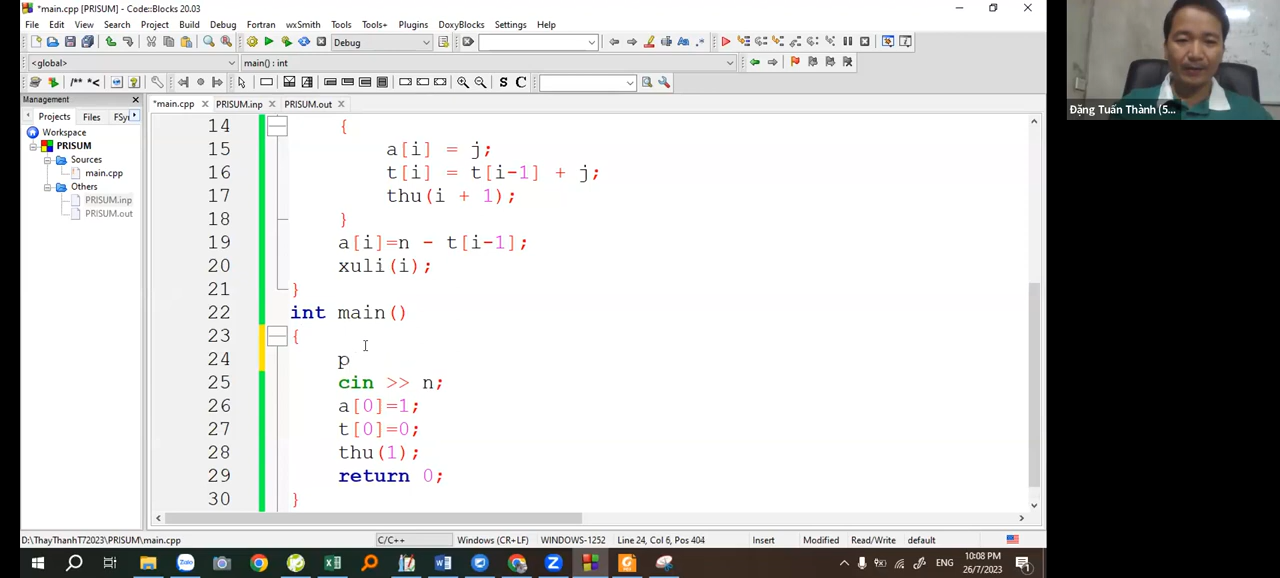 *main.cpp [PRISUM] - Code::Blocks 20.03
File Edit View Search Project Build Debug Fortran wxSmith Tools Tools+ Plugins DoxyBlocks Settings Help
Debug
<global> main() : int
/** *< S C
Management
Projects Files FSy
Workspace
PRISUM
Sources
main.cpp
Others
PRISUM.inp
PRISUM.out
*main.cpp PRISUM.inp PRISUM.out
14 {
15 a[i] = j;
16 t[i] = t[i-1] + j;
17 thu(i + 1);
18 }
19 a[i]=n - t[i-1];
20 xuli(i);
21 }
22 int main()
23 {
24 p
25 cin >> n;
26 a[0]=1;
27 t[0]=0;
28 thu(1);
29 return 0;
30 }
D:\ThayThanhT72023\PRISUM\main.cpp C/C++ Windows (CR+LF) WINDOWS-1252 Line 24, Col 6, Pos 404 Insert Modified Read/Write default
Zalo
ENG
10:08 PM
26/7/2023
Đặng Tuấn Thành (5...